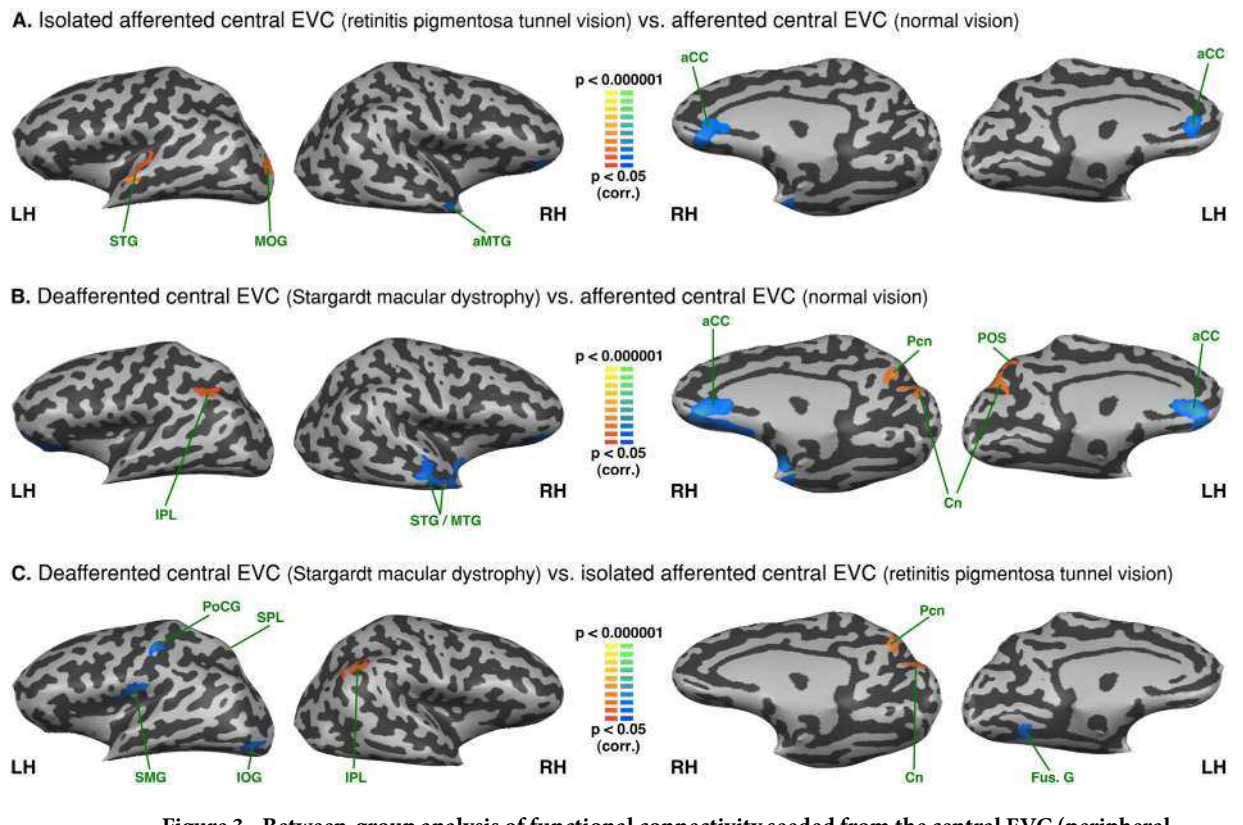 A. Isolated afferented central EVC (retinitis pigmentosa tunnel vision) vs. afferented central EVC (normal vision)
aCC
aCC
p < 0.000001
p < 0.05
(corr.)
LH
RH
RH
LH
STG
MOG
aMTG
B. Deafferented central EVC (Stargardt macular dystrophy) vs. afferented central EVC (normal vision)
aCC
Pcn
POS
aCC
p < 0.000001
p < 0.05
(corr.)
LH
RH
RH
LH
IPL
STG / MTG
Cn
C. Deafferented central EVC (Stargardt macular dystrophy) vs. isolated afferented central EVC (retinitis pigmentosa tunnel vision)
PoCG
SPL
Pcn
p < 0.000001
p < 0.05
(corr.)
LH
RH
RH
LH
SMG
IOG
IPL
Cn
Fus. G
Figure 3. Between-group analysis of functional connectivity seeded from the central EVC (peripheral